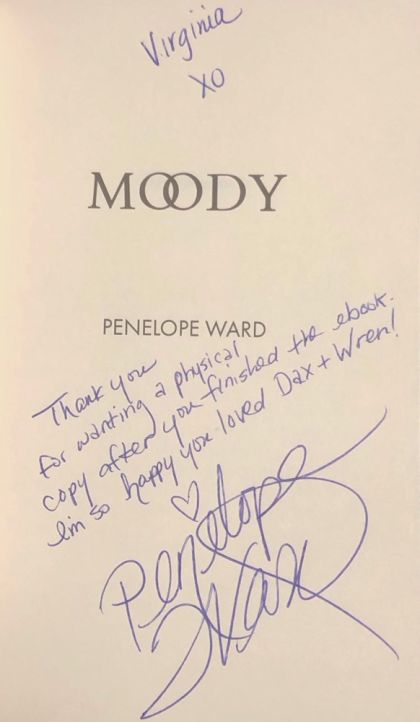 Virginia
XO
MOODY
PENELOPE WARD
Thank you
for wanting a physical
copy after you finished the ebook.
I'm so happy you loved Dax + Wren!
♡
Penelope
Ward